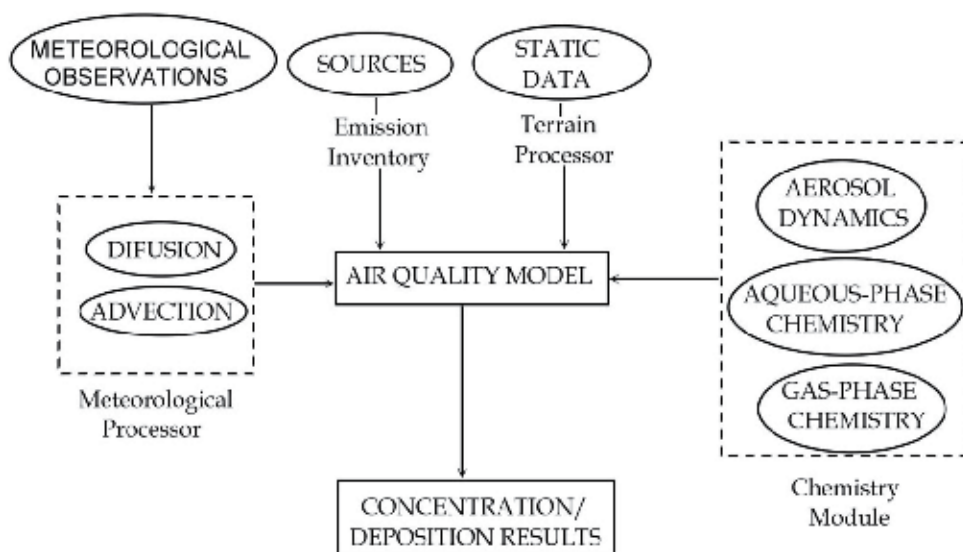 METEOROLOGICAL
OBSERVATIONS
SOURCES
STATIC
DATA
Emission
Inventory
Terrain
Processor
DIFUSION
ADVECTION
Meteorological
Processor
AIR QUALITY MODEL
AEROSOL
DYNAMICS
AQUEOUS-PHASE
CHEMISTRY
GAS-PHASE
CHEMISTRY
Chemistry
Module
CONCENTRATION/
DEPOSITION RESULTS